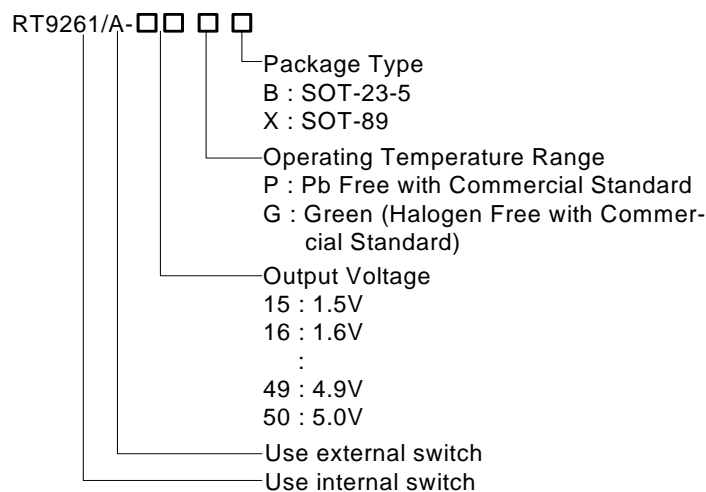 RT9261/A-□□ □ □
Package Type
B : SOT-23-5
X : SOT-89
Operating Temperature Range
P : Pb Free with Commercial Standard
G : Green (Halogen Free with Commer-
cial Standard)
Output Voltage
15 : 1.5V
16 : 1.6V
:
49 : 4.9V
50 : 5.0V
Use external switch
Use internal switch